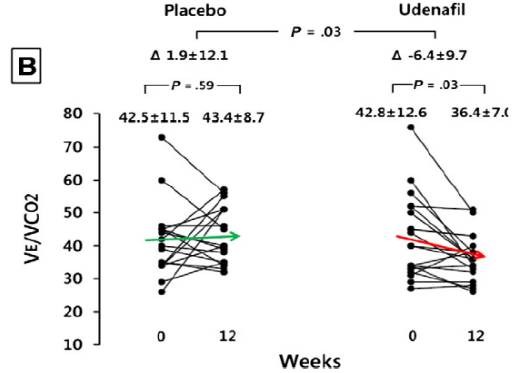 Placebo Udenafil
P = .03
Δ 1.9±12.1 Δ -6.4±9.7
B
P = .59 P = .03
42.5±11.5 43.4±8.7 42.8±12.6 36.4±7.0
80
70
60
50
40
30
20
10
VE/VCO2
0 12 0 12
Weeks